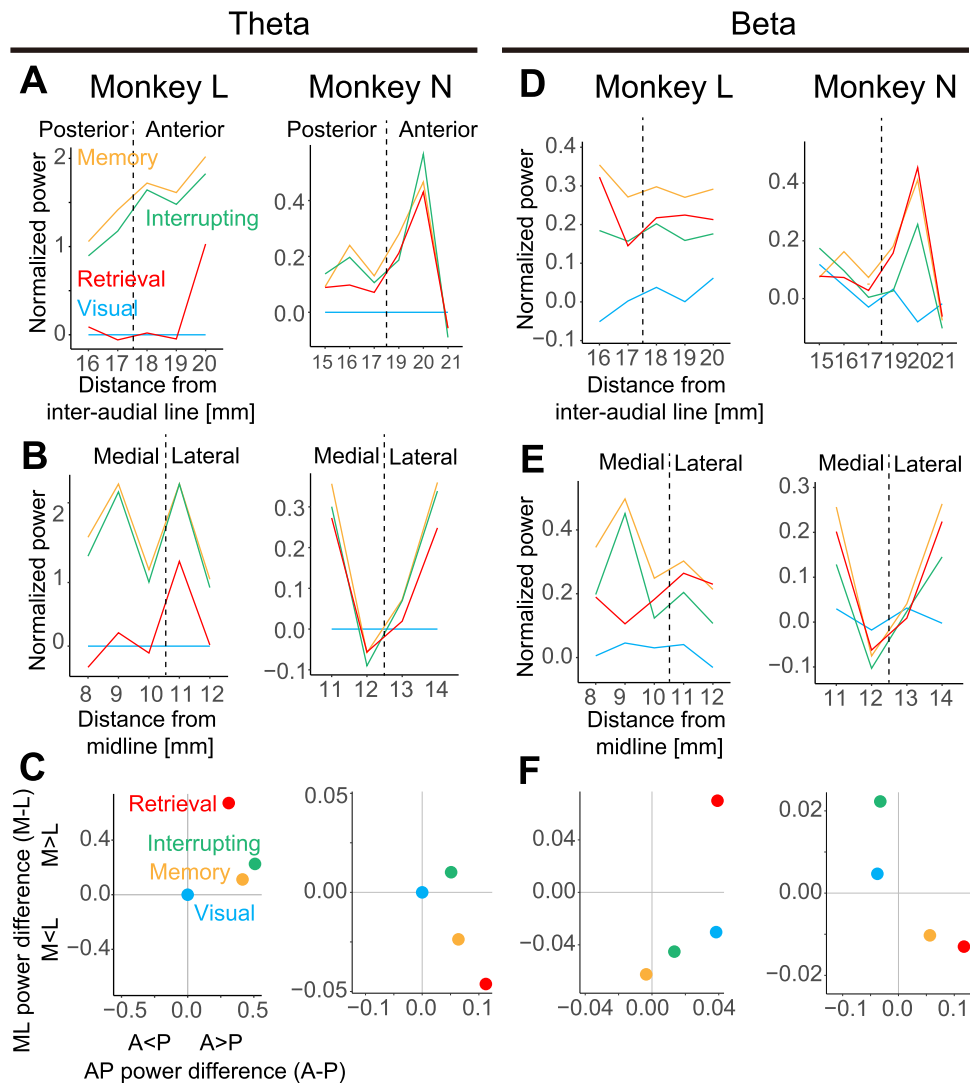 Theta
Beta
A
Monkey L
Monkey N
D
Monkey L
Monkey N
Posterior
Anterior
Posterior
Anterior
Memory
Interrupting
Retrieval
Visual
Normalized power
2
1
0
16 17 18 19 20
Distance from
inter-audial line [mm]
0.4
0.2
0.0
15 16 17 19 20 21
Normalized power
0.4
0.3
0.2
0.1
0.0
−0.1
16 17 18 19 20
Distance from
inter-audial line [mm]
0.4
0.2
0.0
15 16 17 19 20 21
B
Medial
Lateral
Medial
Lateral
Normalized power
2
1
0
8 9 10 11 12
Distance from
midline [mm]
0.3
0.2
0.1
0.0
−0.1
11 12 13 14
E
Medial
Lateral
Medial
Lateral
Normalized power
0.4
0.2
0.0
8 9 10 11 12
Distance from
midline [mm]
0.3
0.2
0.1
0.0
−0.1
11 12 13 14
C
ML power difference (M-L)
M<L M>L
0.4
0.0
−0.4
Retrieval
Interrupting
Memory
Visual
−0.5 0.0 0.5
A<P A>P
AP power difference (A-P)
0.05
0.00
−0.05
−0.1 0.0 0.1
F
0.04
0.00
−0.04
−0.04 0.00 0.04
0.02
0.00
−0.02
−0.1 0.0 0.1